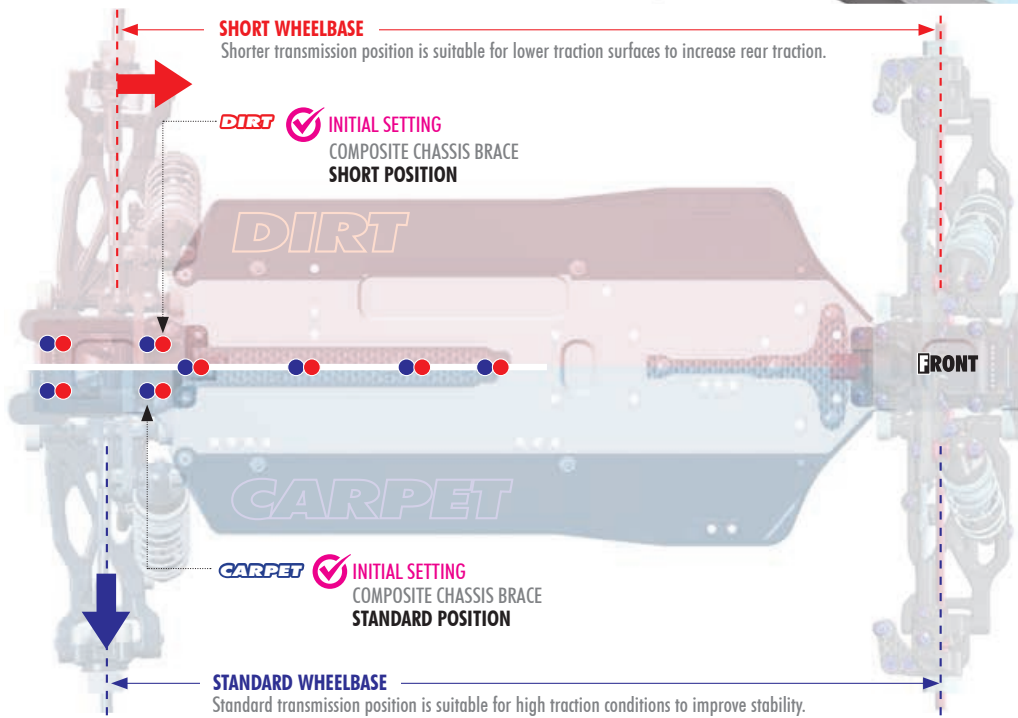 SHORT WHEELBASE
Shorter transmission position is suitable for lower traction surfaces to increase rear traction.
DIRT INITIAL SETTING
COMPOSITE CHASSIS BRACE
SHORT POSITION
DIRT
FRONT
CARPET
CARPET INITIAL SETTING
COMPOSITE CHASSIS BRACE
STANDARD POSITION
STANDARD WHEELBASE
Standard transmission position is suitable for high traction conditions to improve stability.